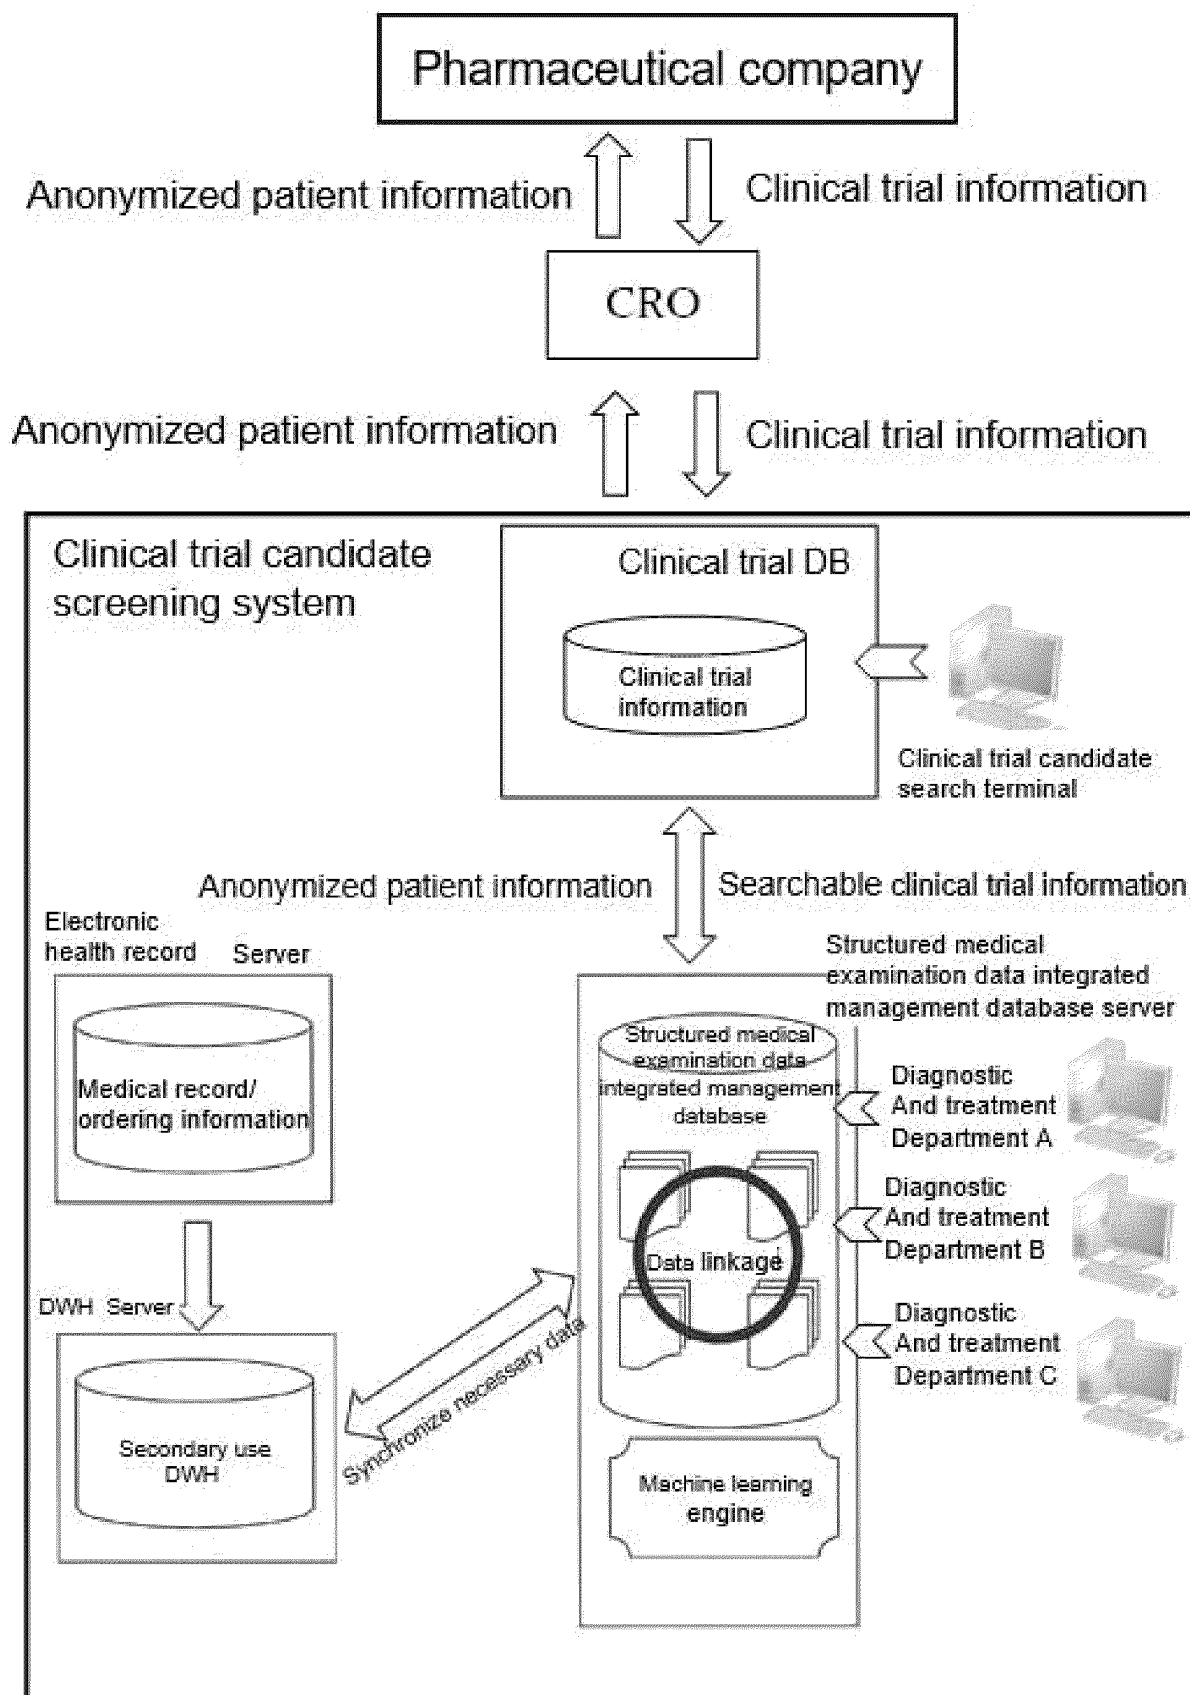 Pharmaceutical company
Anonymized patient information
Clinical trial information
CRO
Anonymized patient information
Clinical trial information
Clinical trial candidate
screening system
Clinical trial DB
Clinical trial
information
Clinical trial candidate
search terminal
Anonymized patient information
Searchable clinical trial information
Electronic
health record
Server
Medical record/
ordering information
Structured medical
examination data integrated
management database server
Structured medical
examination data
integrated management
database
Data linkage
Diagnostic
And treatment
Department A
Diagnostic
And treatment
Department B
Diagnostic
And treatment
Department C
DWH Server
Secondary use
DWH
Synchronize necessary data
Machine learning
engine